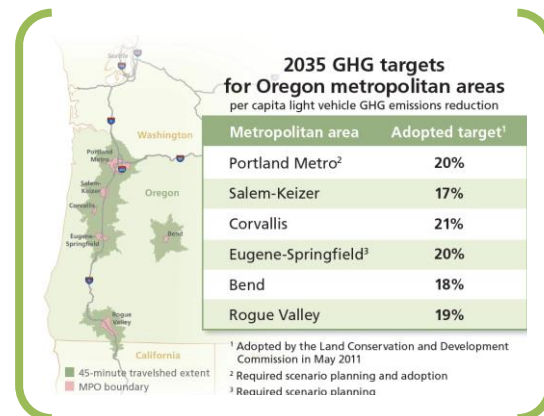 2035 GHG targets
for Oregon metropolitan areas
per capita light vehicle GHG emissions reduction
Metropolitan area Adopted target¹
Portland Metro² 20%
Salem-Keizer 17%
Corvallis 21%
Eugene-Springfield³ 20%
Bend 18%
Rogue Valley 19%
¹ Adopted by the Land Conservation and Development
Commission in May 2011
² Required scenario planning and adoption
³ Required scenario planning
Seattle
Washington
Portland
Metro
Salem-
Keizer
Oregon
Corvallis
Eugene-
Springfield
Bend
Rogue
Valley
California
45-minute travelshed extent
MPO boundary